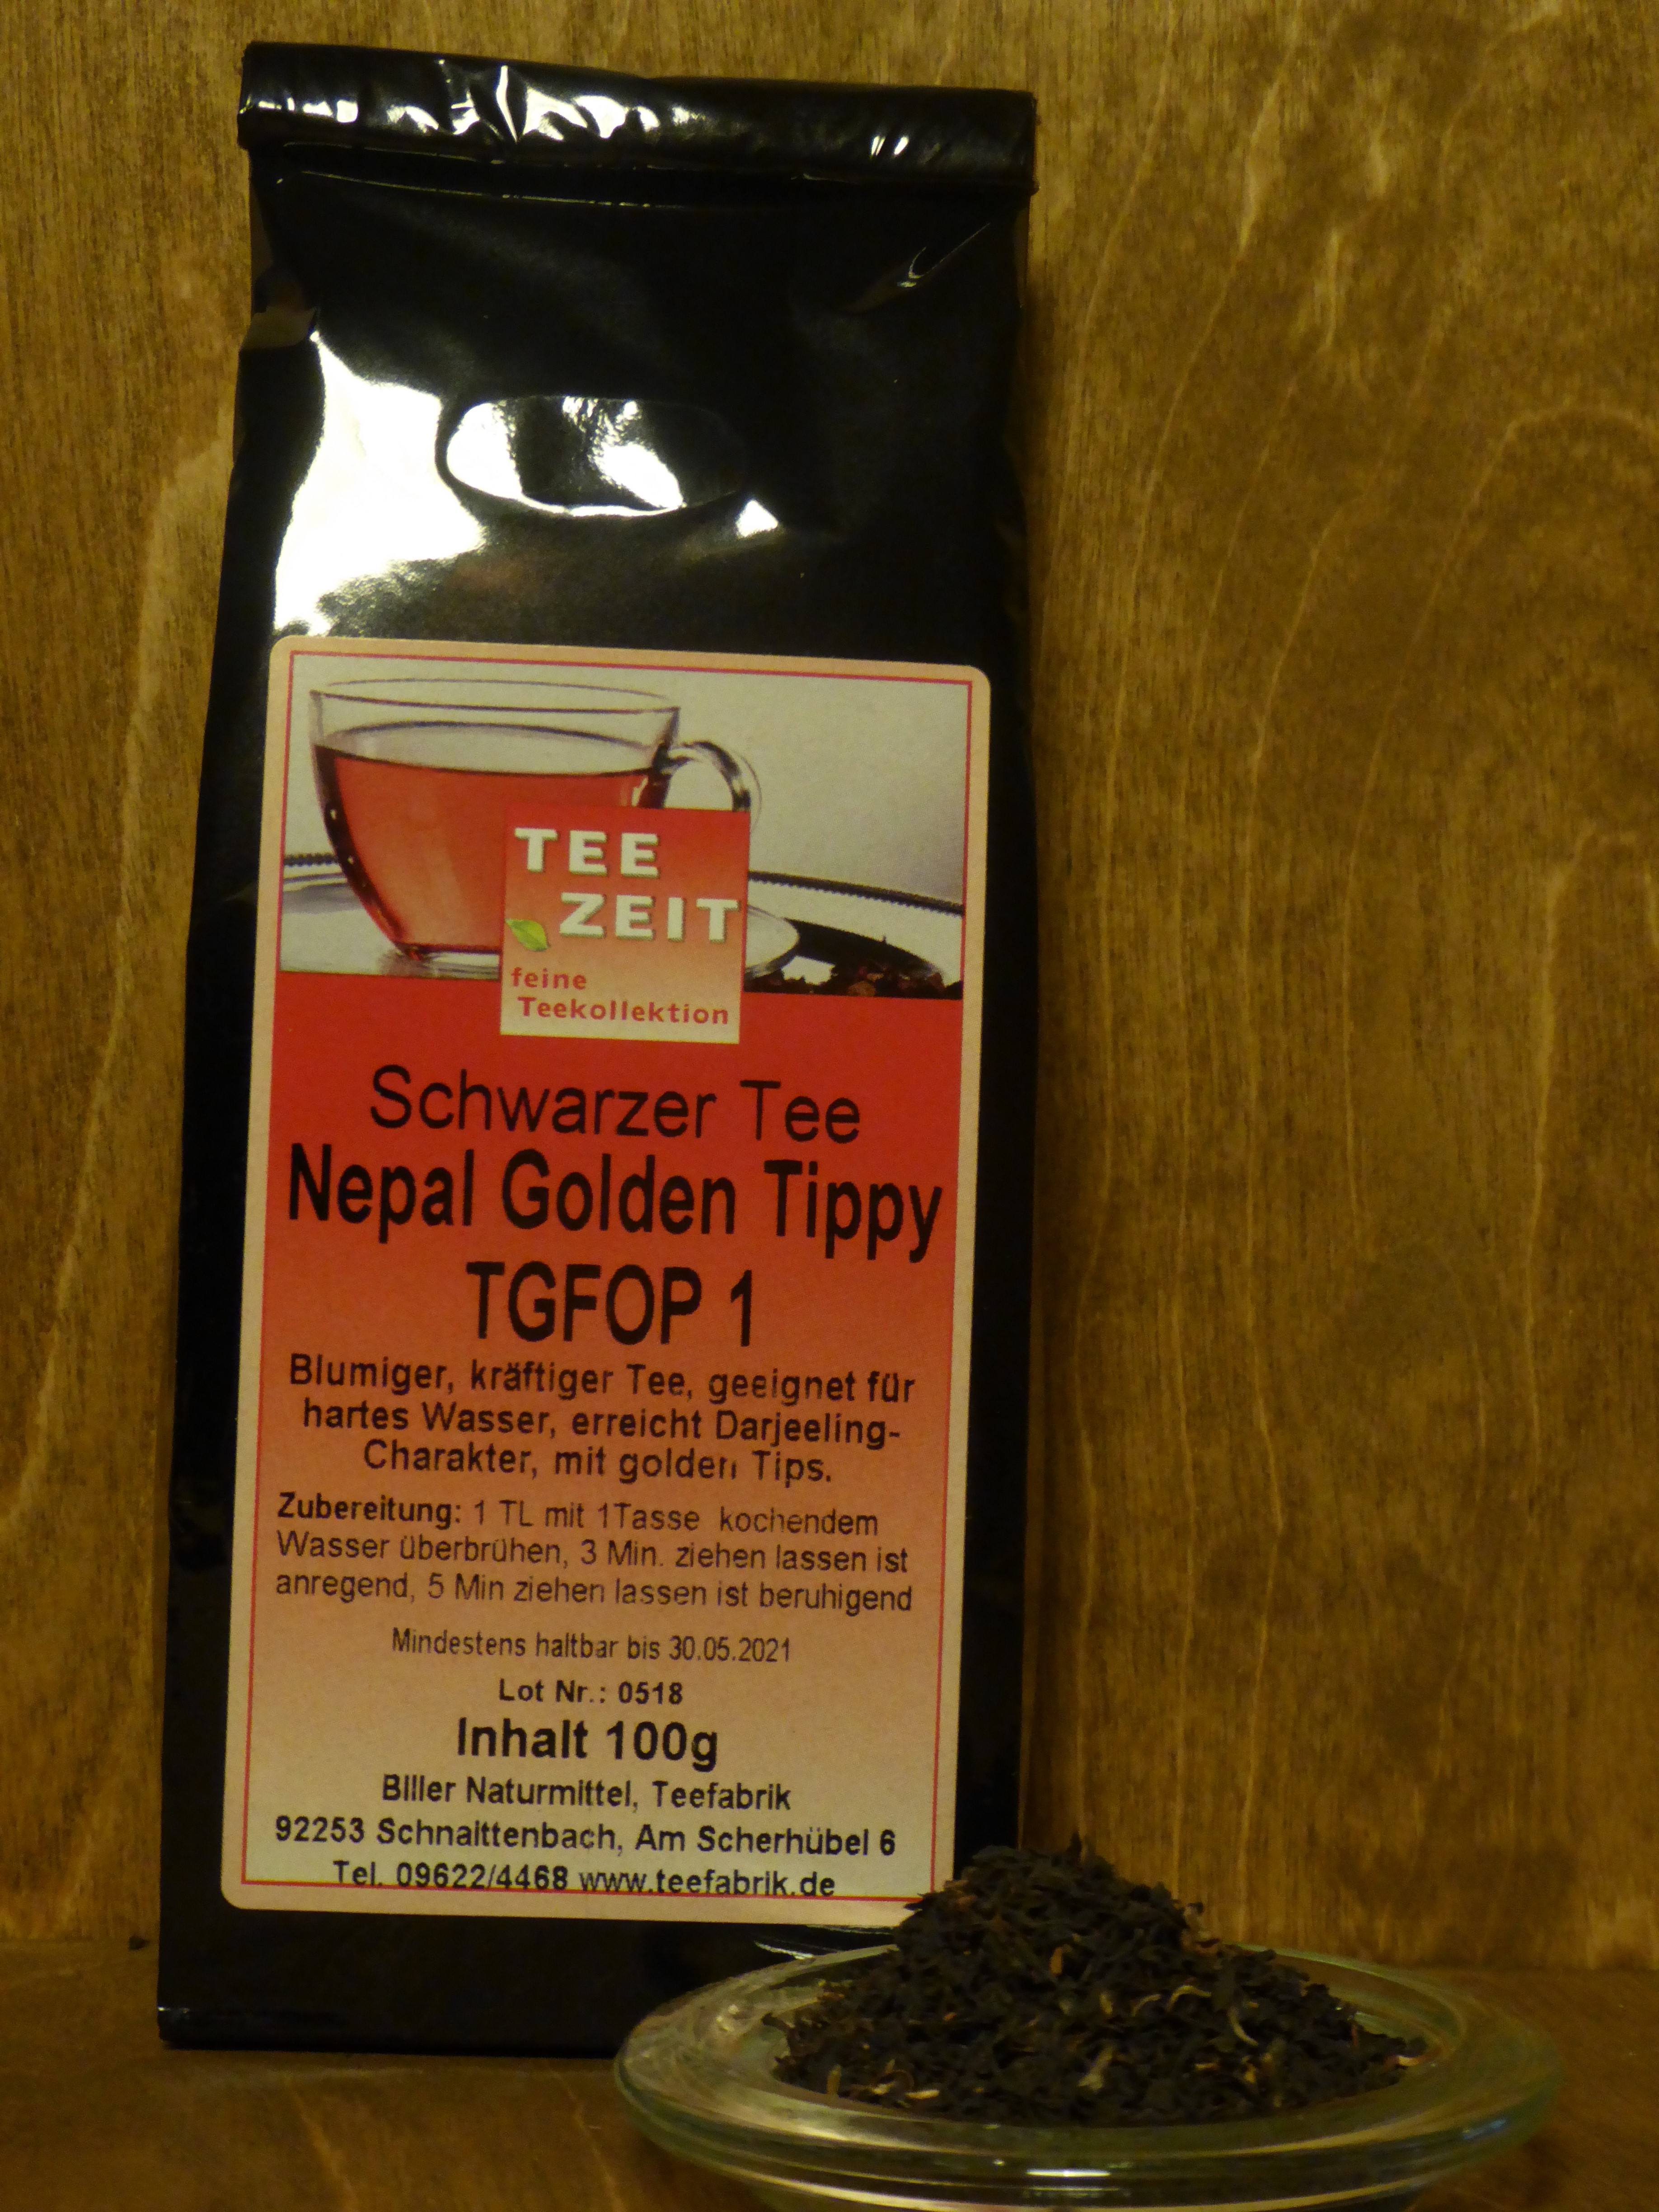 TEE
ZEIT
feine
Teekollektion
Schwarzer Tee
Nepal Golden Tippy
TGFOP 1
Blumiger, kräftiger Tee, geeignet für
hartes Wasser, erreicht Darjeeling-
Charakter, mit golden Tips.
Zubereitung: 1 TL mit 1Tasse kochendem
Wasser überbrühen, 3 Min. ziehen lassen ist
anregend, 5 Min ziehen lassen ist beruhigend
Mindestens haltbar bis 30.05.2021
Lot Nr.: 0518
Inhalt 100g
Biller Naturmittel, Teefabrik
92253 Schnaittenbach, Am Scherhübel 6
Tel. 09622/4468 www.teefabrik.de